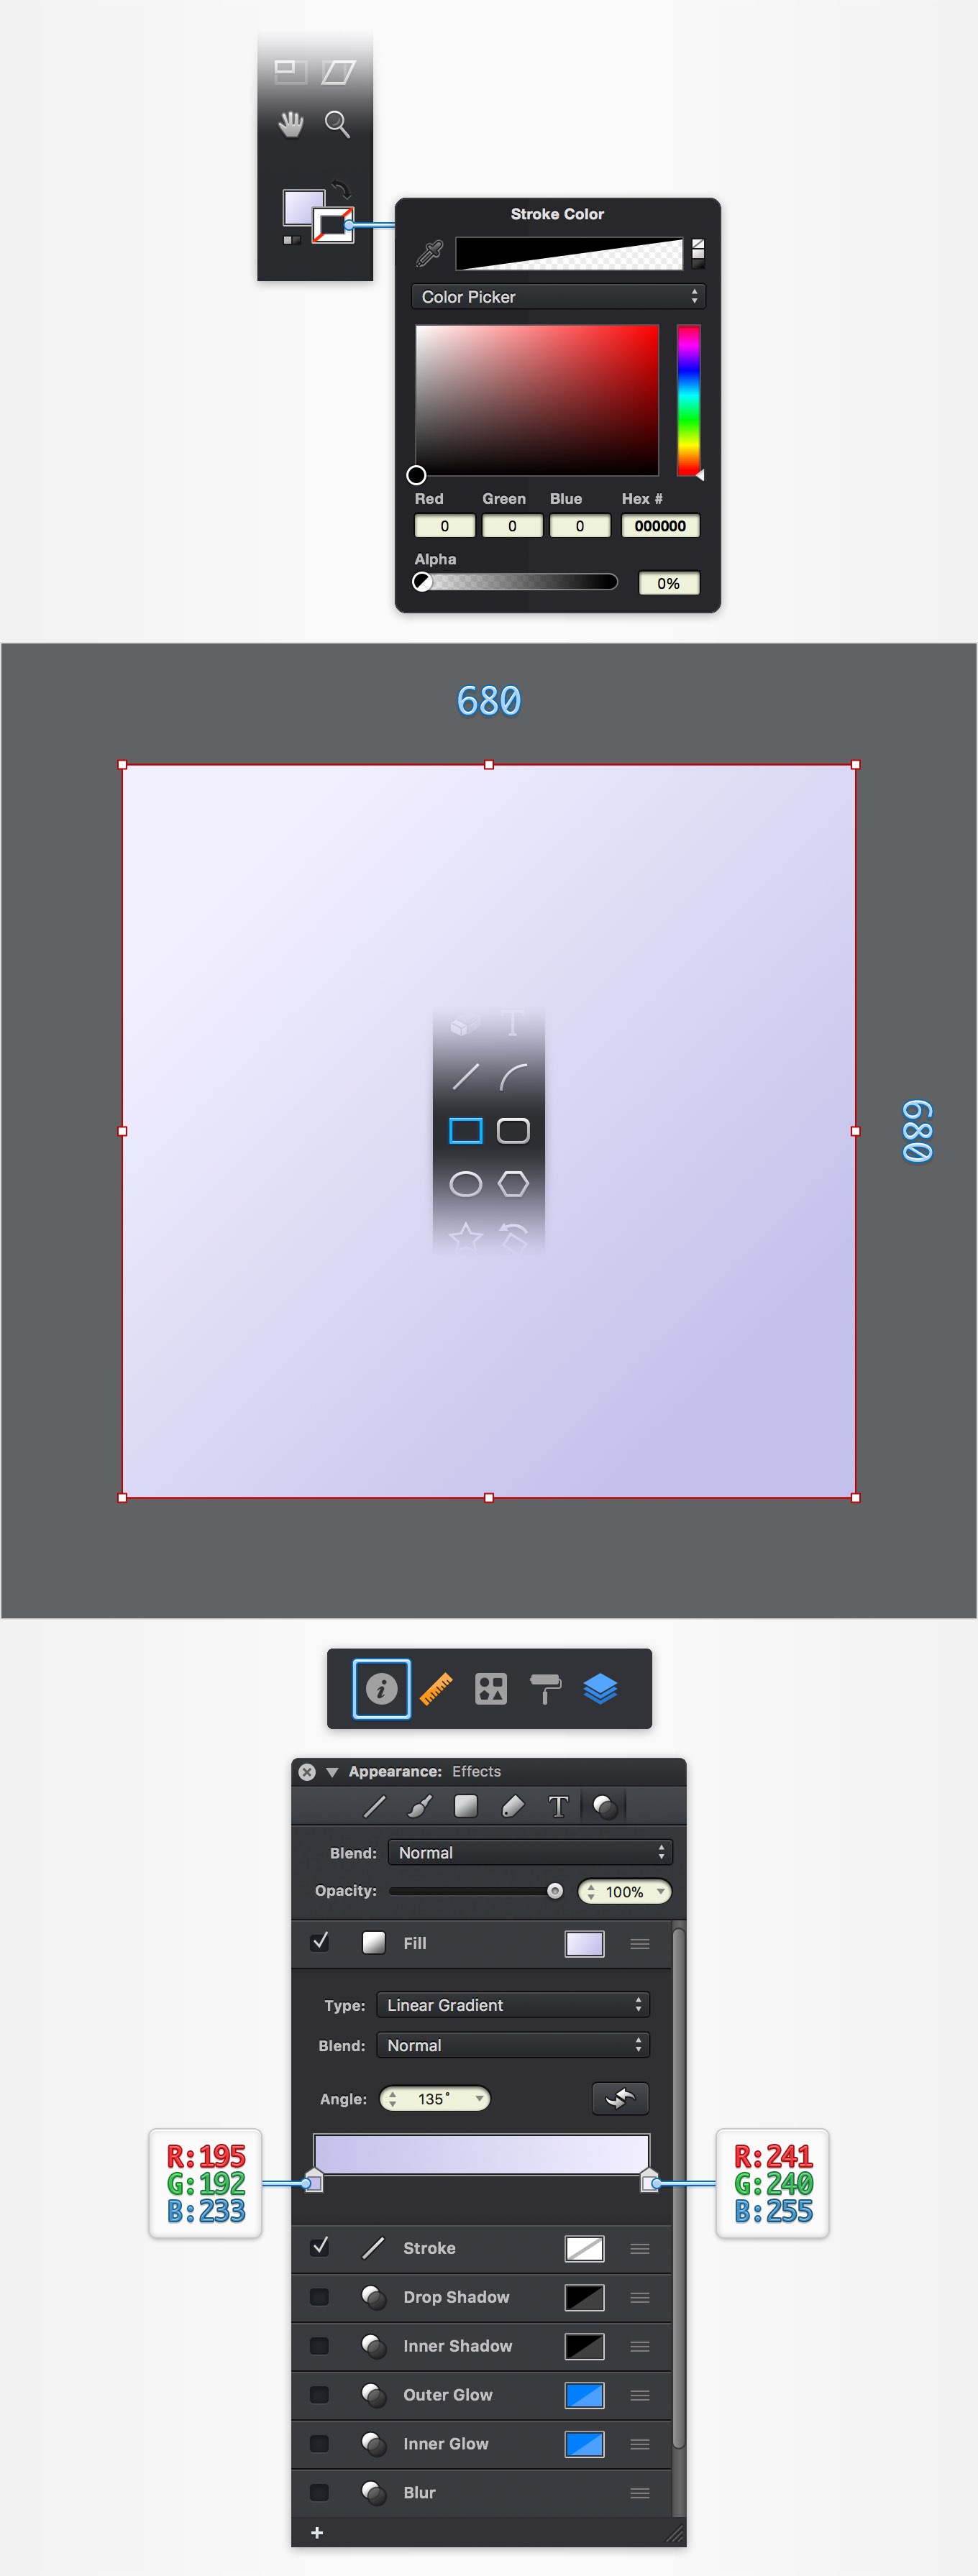 Stroke Color
Color Picker
Red Green Blue Hex #
0 0 0 000000
Alpha
0%
680
680
T
i
Appearance: Effects
T
Blend: Normal
Opacity: 100%
Fill
Type: Linear Gradient
Blend: Normal
Angle: 135°
R:195
G:192
B:233
R:241
G:240
B:255
Stroke
Drop Shadow
Inner Shadow
Outer Glow
Inner Glow
Blur
+